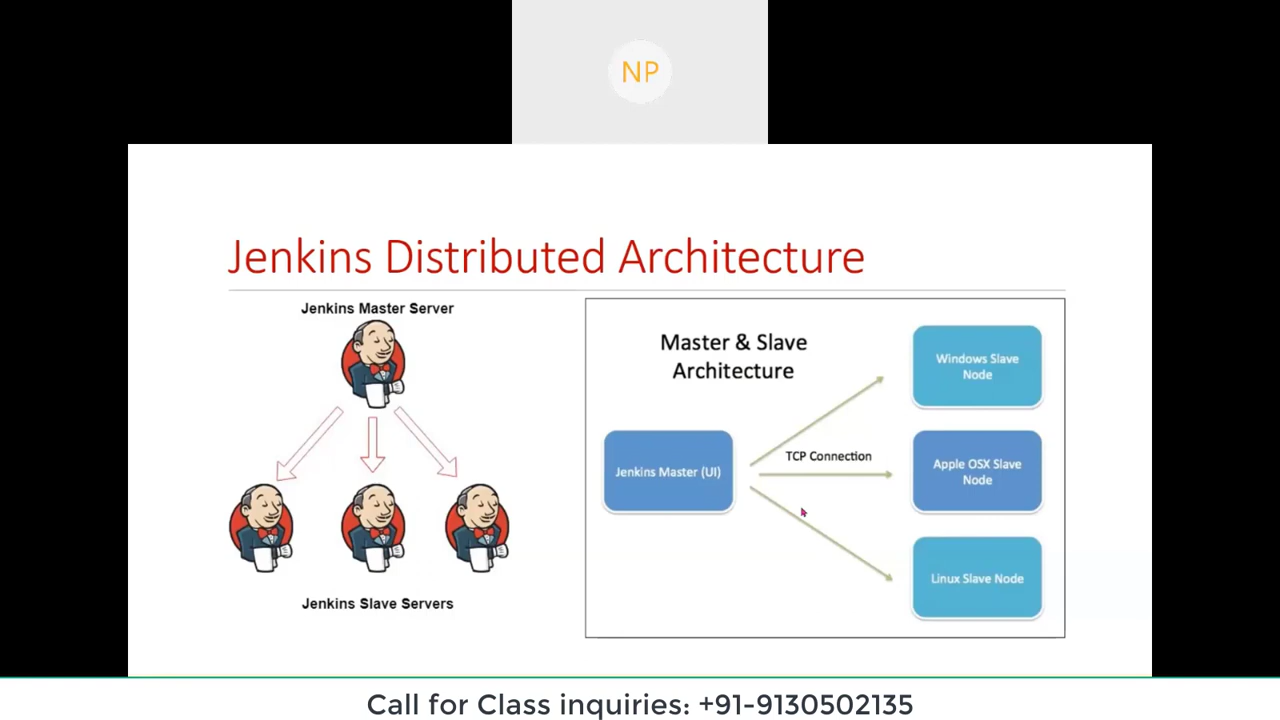 NP
Jenkins Distributed Architecture
Jenkins Master Server
Jenkins Slave Servers
Master & Slave
Architecture
Jenkins Master (UI)
TCP Connection
Windows Slave
Node
Apple OSX Slave
Node
Linux Slave Node
Call for Class inquiries: +91-9130502135